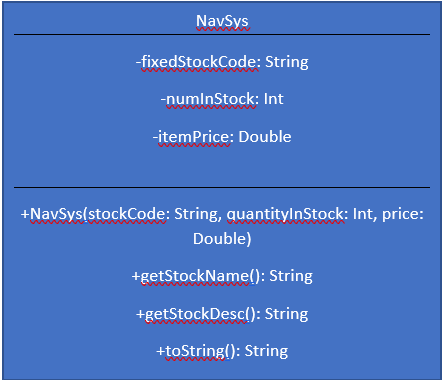 NavSys
-fixedStockCode: String
-numInStock: Int
-itemPrice: Double
+NavSys(stockCode: String, quantityInStock: Int, price:
Double)
+getStockName(): String
+getStockDesc(): String
+toString(): String